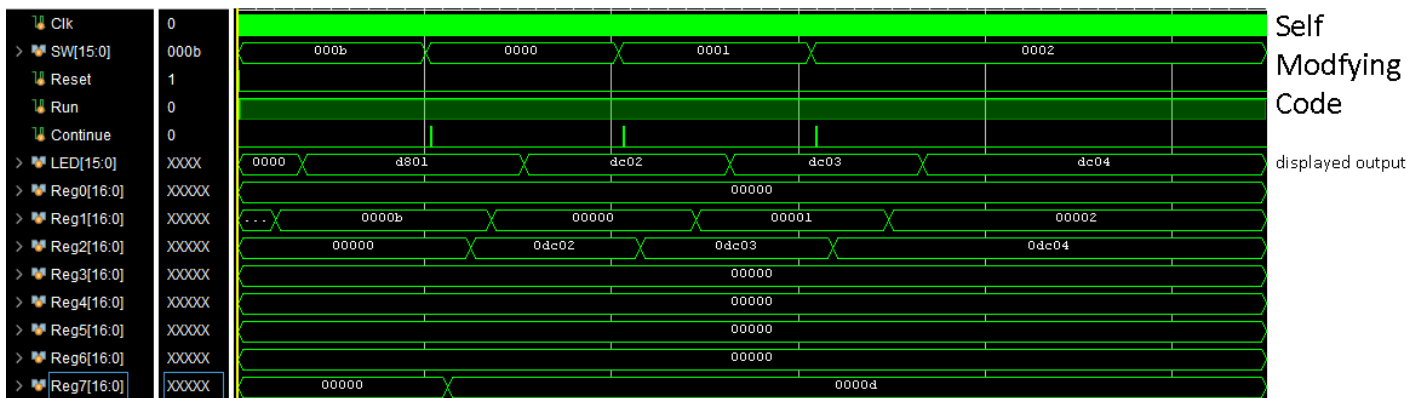 Clk 0
SW[15:0] 000b 000b 0000 0001 0002
Reset 1
Run 0
Continue 0
LED[15:0] XXXX 0000 d801 dc02 dc03 dc04
Reg0[16:0] XXXXX 00000
Reg1[16:0] XXXXX ... 0000b 00000 00001 00002
Reg2[16:0] XXXXX 00000 0dc02 0dc03 0dc04
Reg3[16:0] XXXXX 00000
Reg4[16:0] XXXXX 00000
Reg5[16:0] XXXXX 00000
Reg6[16:0] XXXXX 00000
Reg7[16:0] XXXXX 00000 0000d
Self
Modfying
Code
displayed output